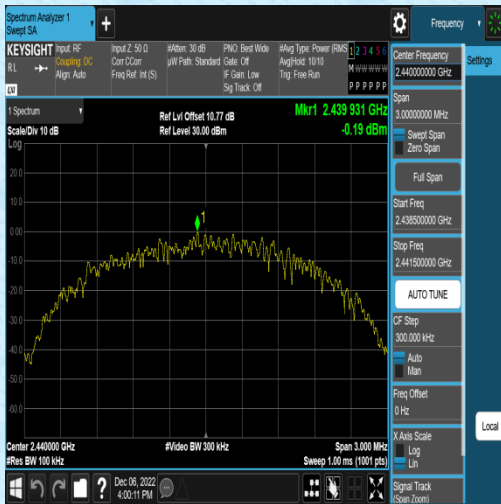 Spectrum Analyzer 1
Swept SA
+
Frequency
KEYSIGHT
RL
LXI
Input: RF
Coupling: DC
Align: Auto
Input Z: 50 Ω
Corr CCorr
Freq Ref: Int (S)
#Atten: 30 dB
µW Path: Standard
PNO: Best Wide
Gate: Off
IF Gain: Low
Sig Track: Off
#Avg Type: Power (RMS
Avg|Hold: 10/10
Trig: Free Run
1 2 3 4 5 6
M W W W W W
P P P P P P
1 Spectrum
Scale/Div 10 dB
Log
Ref Lvl Offset 10.77 dB
Ref Level 30.00 dBm
Mkr1 2.439 931 GHz
-0.19 dBm
20.0
10.0
0.00
-10.0
-20.0
-30.0
-40.0
-50.0
-60.0
1
Center 2.440000 GHz
#Res BW 100 kHz
#Video BW 300 kHz
Span 3.000 MHz
Sweep 1.00 ms (1001 pts)
Dec 06, 2022
4:00:11 PM
?
Center Frequency
2.440000000 GHz
Settings
Span
3.00000000 MHz
Swept Span
Zero Span
Full Span
Start Freq
2.438500000 GHz
Stop Freq
2.441500000 GHz
AUTO TUNE
CF Step
300.000 kHz
Auto
Man
Freq Offset
0 Hz
X Axis Scale
Log
Lin
Signal Track
(Span Zoom)
Local